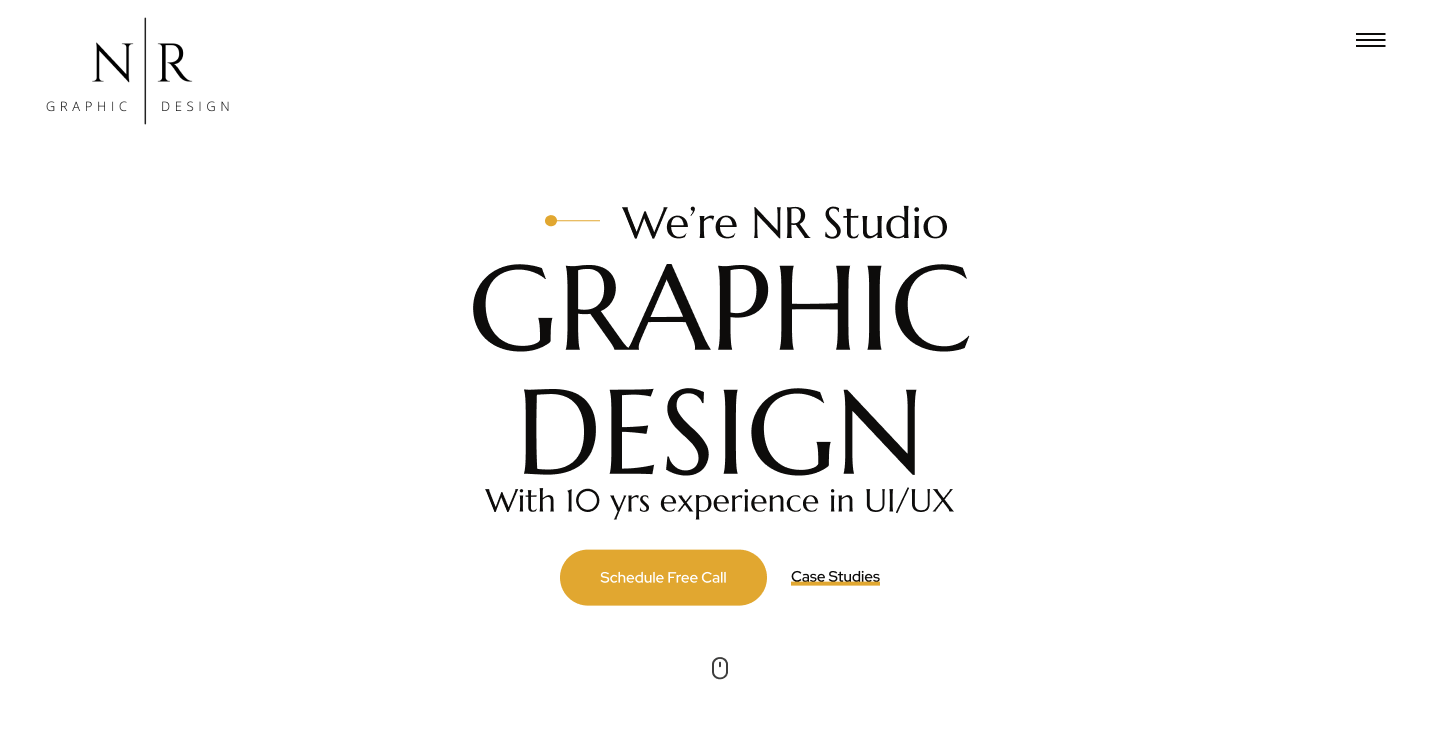 N R
GRAPHIC DESIGN
We're NR Studio
GRAPHIC
DESIGN
With 10 yrs experience in UI/UX
Schedule Free Call
Case Studies